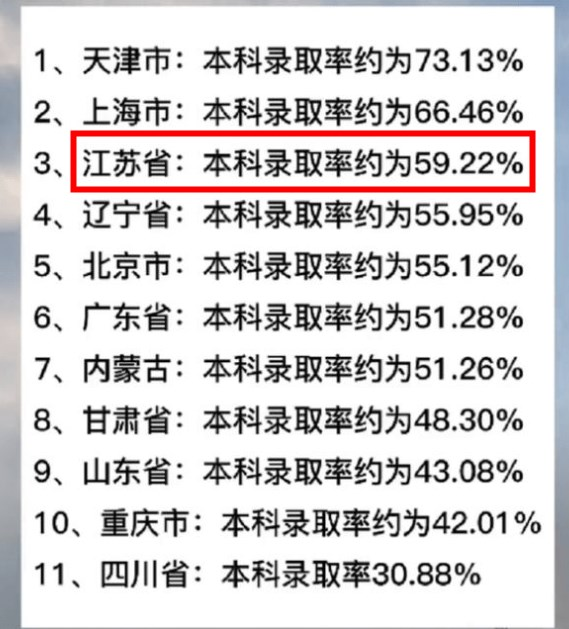 1、天津市：本科录取率约为73.13%
2、上海市：本科录取率约为66.46%
3、江苏省：本科录取率约为59.22%
4、辽宁省：本科录取率约为55.95%
5、北京市：本科录取率约为55.12%
6、广东省：本科录取率约为51.28%
7、内蒙古：本科录取率约为51.26%
8、甘肃省：本科录取率约为48.30%
9、山东省：本科录取率约为43.08%
10、重庆市：本科录取率约为42.01%
11、四川省：本科录取率30.88%